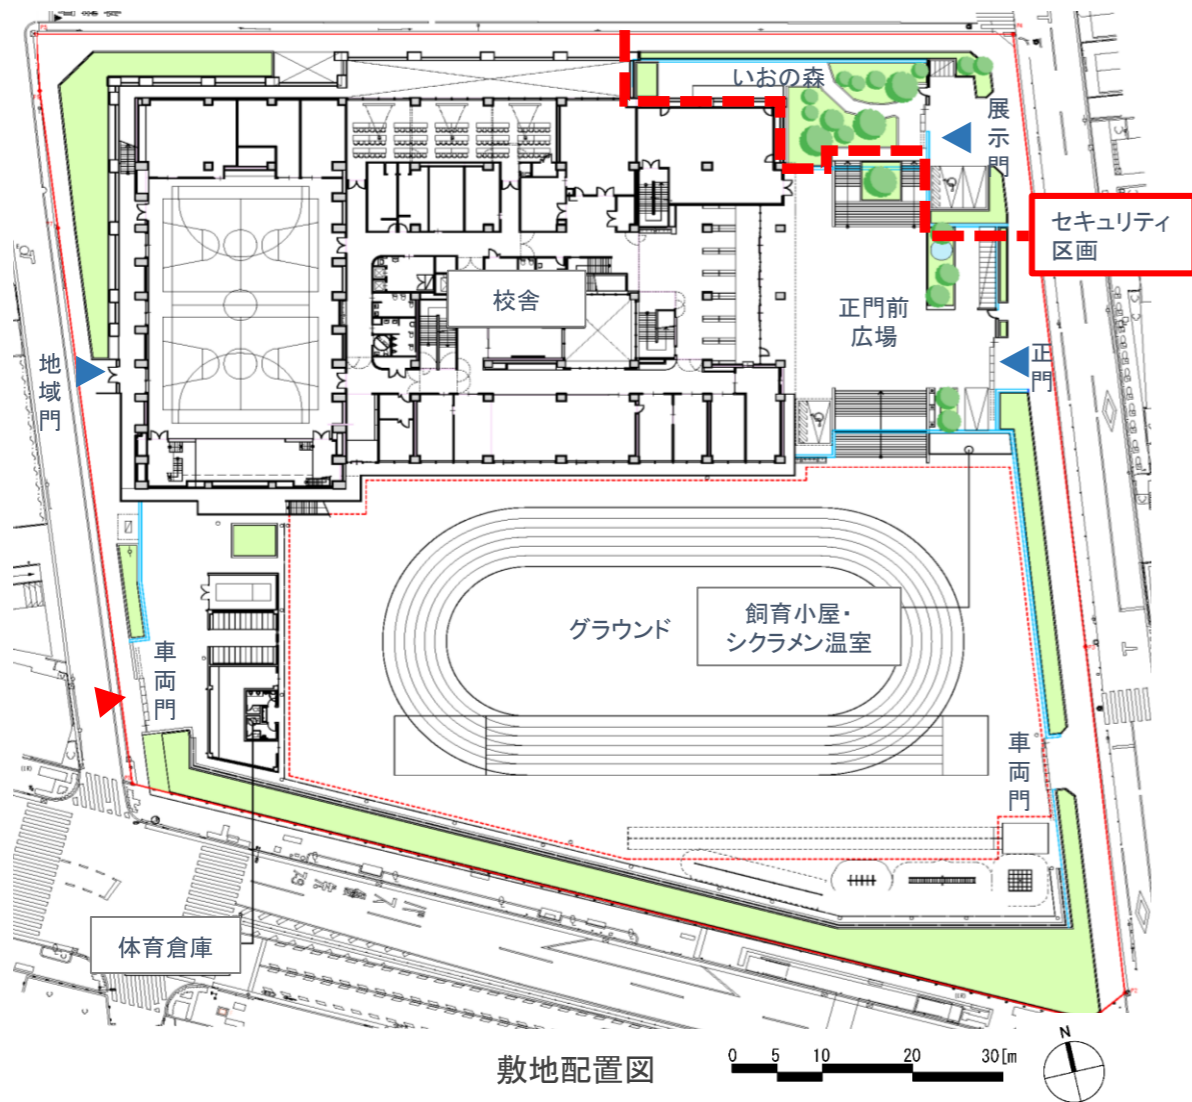 いおの森
展示門
セキュリティ
区画
校舎
正門前
広場
地域門
正門
グラウンド
飼育小屋・
シクラメン温室
車両門
車両門
体育倉庫
敷地配置図
0 5 10 20 30[m
N